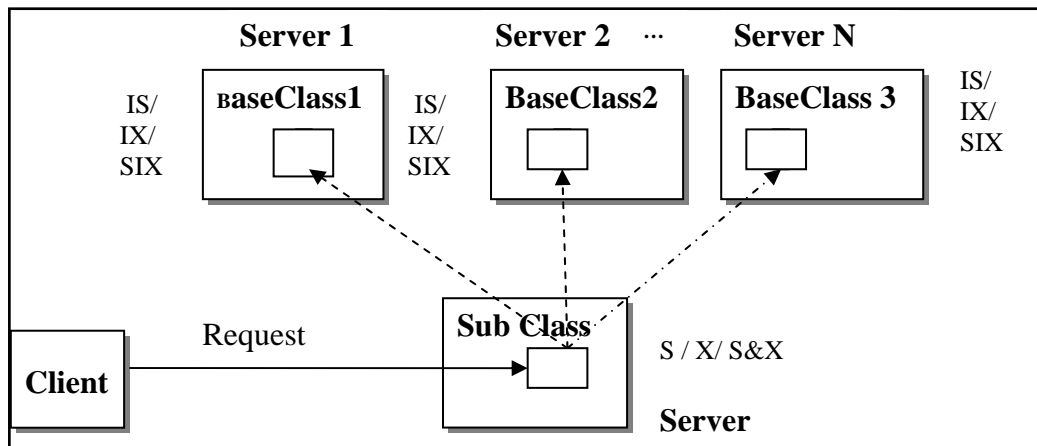 Server 1
Server 2 ...
Server N
IS/
IX/
SIX
BaseClass1
IS/
IX/
SIX
BaseClass2
BaseClass 3
IS/
IX/
SIX
Request
Client
Sub Class
S / X/ S&X
Server